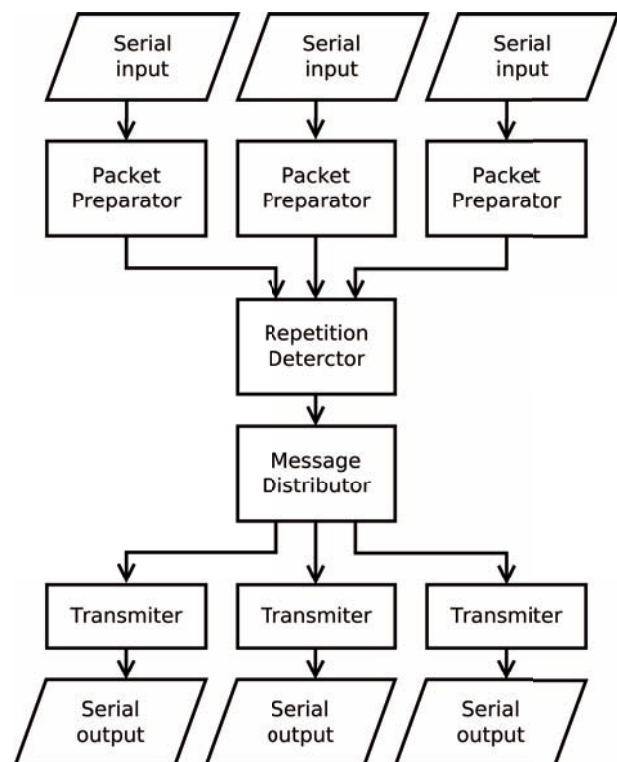 Serial
input
Serial
input
Serial
input
Packet
Preparator
Packet
Preparator
Packet
Preparator
Repetition
Deterctor
Message
Distributor
Transmiter
Transmiter
Transmiter
Serial
output
Serial
output
Serial
output